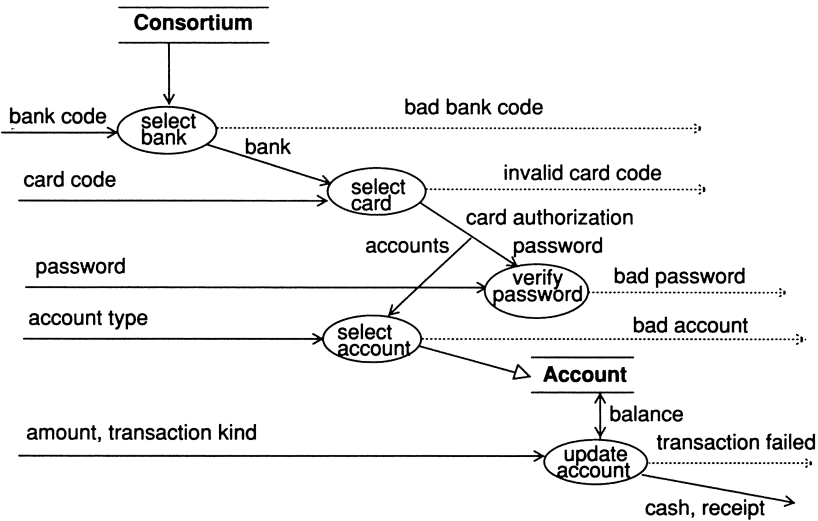 Consortium
bank code
select
bank
bad bank code
bank
card code
select
card
invalid card code
card authorization
accounts
password
password
verify
password
bad password
account type
select
account
bad account
Account
balance
amount, transaction kind
update
account
transaction failed
cash, receipt